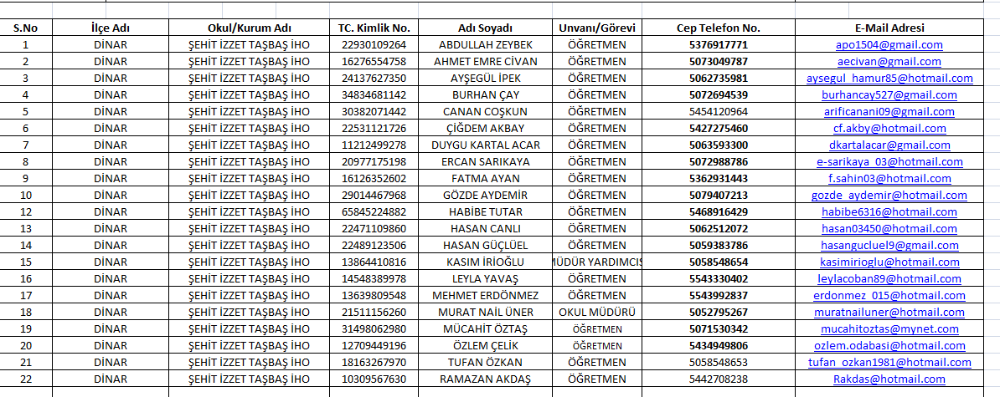 S.No İlçe Adı Okul/Kurum Adı TC. Kimlik No. Adı Soyadı Unvanı/Görevi Cep Telefon No. E-Mail Adresi
1 DİNAR ŞEHİT İZZET TAŞBAŞ İHO 22930109264 ABDULLAH ZEYBEK ÖĞRETMEN 5376917771 apo1504@gmail.com
2 DİNAR ŞEHİT İZZET TAŞBAŞ İHO 16276554758 AHMET EMRE CİVAN ÖĞRETMEN 5073049787 aecivan@gmail.com
3 DİNAR ŞEHİT İZZET TAŞBAŞ İHO 24137627350 AYŞEGÜL İPEK ÖĞRETMEN 5062735981 aysegul_hamur85@hotmail.com
4 DİNAR ŞEHİT İZZET TAŞBAŞ İHO 34834681142 BURHAN ÇAY ÖĞRETMEN 5072694539 burhancay527@gmail.com
5 DİNAR ŞEHİT İZZET TAŞBAŞ İHO 30382071442 CANAN COŞKUN ÖĞRETMEN 5454120964 arificanani09@gmail.com
6 DİNAR ŞEHİT İZZET TAŞBAŞ İHO 22531121726 ÇİĞDEM AKBAY ÖĞRETMEN 5427275460 cf.akby@hotmail.com
7 DİNAR ŞEHİT İZZET TAŞBAŞ İHO 11212499278 DUYGU KARTAL ACAR ÖĞRETMEN 5063593300 dkartalacar@gmail.com
8 DİNAR ŞEHİT İZZET TAŞBAŞ İHO 20977175198 ERCAN SARIKAYA ÖĞRETMEN 5072988786 e-sarikaya_03@hotmail.com
9 DİNAR ŞEHİT İZZET TAŞBAŞ İHO 16126352602 FATMA AYAN ÖĞRETMEN 5362931443 f.sahin03@hotmail.com
10 DİNAR ŞEHİT İZZET TAŞBAŞ İHO 29014467968 GÖZDE AYDEMİR ÖĞRETMEN 5079407213 gozde_aydemir@hotmail.com
12 DİNAR ŞEHİT İZZET TAŞBAŞ İHO 65845224882 HABİBE TUTAR ÖĞRETMEN 5468916429 habibe6316@hotmail.com
13 DİNAR ŞEHİT İZZET TAŞBAŞ İHO 22471109860 HASAN CANLI ÖĞRETMEN 5062512072 hasan03450@hotmail.com
14 DİNAR ŞEHİT İZZET TAŞBAŞ İHO 22489123506 HASAN GÜÇLÜEL ÖĞRETMEN 5059383786 hasangucluel9@gmail.com
15 DİNAR ŞEHİT İZZET TAŞBAŞ İHO 13864410816 KASIM İRİOĞLU MÜDÜR YARDIMCIS 5058548654 kasimirioglu@hotmail.com
16 DİNAR ŞEHİT İZZET TAŞBAŞ İHO 14548389978 LEYLA YAVAŞ ÖĞRETMEN 5543330402 leylacoban89@hotmail.com
17 DİNAR ŞEHİT İZZET TAŞBAŞ İHO 13639809548 MEHMET ERDÖNMEZ ÖĞRETMEN 5543992837 erdonmez_015@hotmail.com
18 DİNAR ŞEHİT İZZET TAŞBAŞ İHO 21511156260 MURAT NAİL ÜNER OKUL MÜDÜRÜ 5052795267 muratnailuner@hotmail.com
19 DİNAR ŞEHİT İZZET TAŞBAŞ İHO 31498062980 MÜCAHİT ÖZTAŞ ÖĞRETMEN 5071530342 mucahitoztas@mynet.com
20 DİNAR ŞEHİT İZZET TAŞBAŞ İHO 12709449196 ÖZLEM ÇELİK ÖĞRETMEN 5434949806 ozlem.odabasi@hotmail.com
21 DİNAR ŞEHİT İZZET TAŞBAŞ İHO 18163267970 TUFAN ÖZKAN ÖĞRETMEN 5058548653 tufan_ozkan1981@hotmail.com
22 DİNAR ŞEHİT İZZET TAŞBAŞ İHO 10309567630 RAMAZAN AKDAŞ ÖĞRETMEN 5442708238 Rakdas@hotmail.com